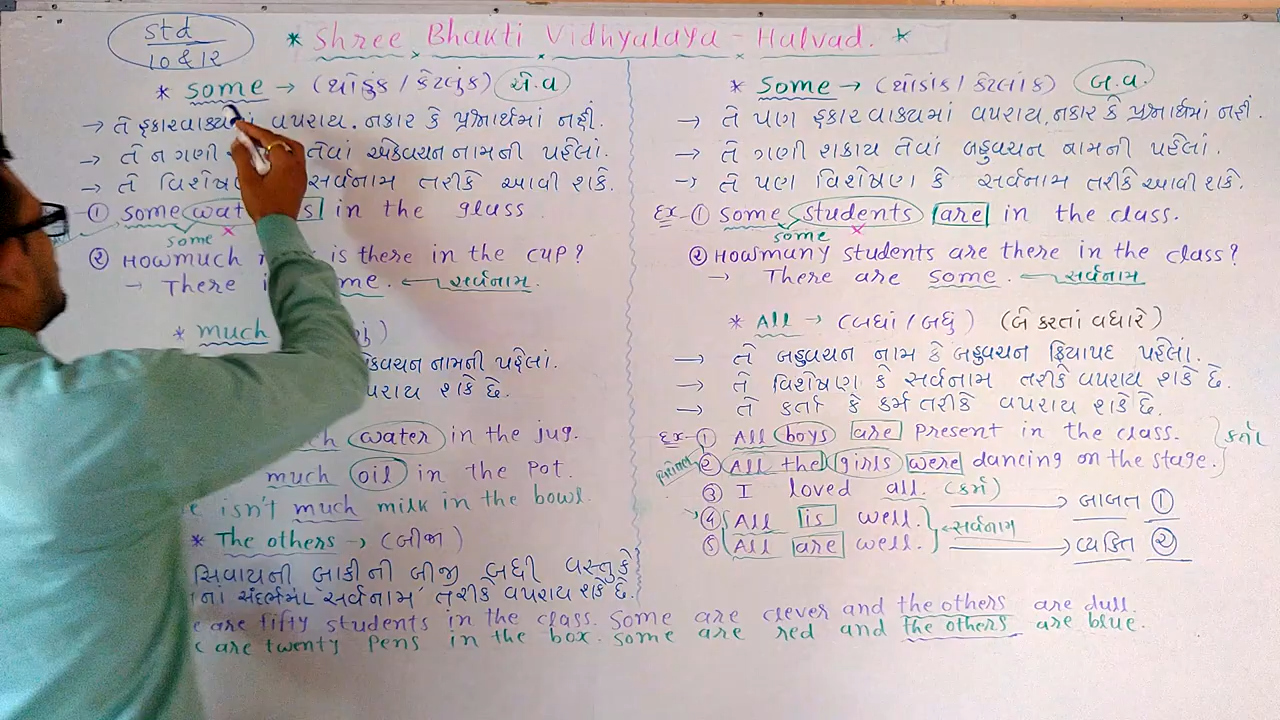 Std
10 & 12
* Shree Bhakti Vidhyalaya - Halvad. *
* Some → (થોડુંક / કેટલુંક) એ.વ
→ તે હકારવાક્યમાં વપરાય. નકાર કે પ્રશ્નાર્થમાં નહીં.
→ તે ન ગણી તેવાં એકવચન નામની પહેલાં.
→ તે વિશેષણ સર્વનામ તરીકે આવી શકે.
① Some wat is in the glass
some
② How much is there in the cup?
→ There me. ← સર્વનામ.
* much
એકવચન નામની પહેલાં.
વપરાય શકે છે.
water in the jug.
much oil in the Pot.
isn't much milk in the bowl.
* The others → (બીજા)
સિવાયની બાકીની બીજી બધી વસ્તુ કે
નાં સંદર્ભમાં સર્વનામ તરીકે વપરાય શકે છે.
are fifty students in the class. Some are clever and the others are dull.
are twenty Pens in the box. Some are red and the others are blue.
* Some → (થોડાંક / કેટલાંક) બ.વ.
→ તે પણ હકારવાક્યમાં વપરાય. નકાર કે પ્રશ્નાર્થમાં નહીં.
→ તે ગણી શકાય તેવાં બહુવચન નામની પહેલાં.
→ તે પણ વિશેષણ કે સર્વનામ તરીકે આવી શકે.
Ex-① Some students are in the class.
some
② How many students are there in the class?
→ There are some. ← સર્વનામ
* All → (બધાં / બધું) (બે કરતાં વધારે)
→ તે બહુવચન નામ કે બહુવચન ક્રિયાપદ પહેલાં.
→ તે વિશેષણ કે સર્વનામ તરીકે વપરાય શકે છે.
→ તે કર્તા કે કર્મ તરીકે વપરાય શકે છે.
Ex-① All boys are Present in the class. કર્તા
② All the girls were dancing on the stage.
③ I loved all. (કર્મ)
④ All is well. → બાબત ①
← સર્વનામ
⑤ All are well. → વ્યક્તિ ②